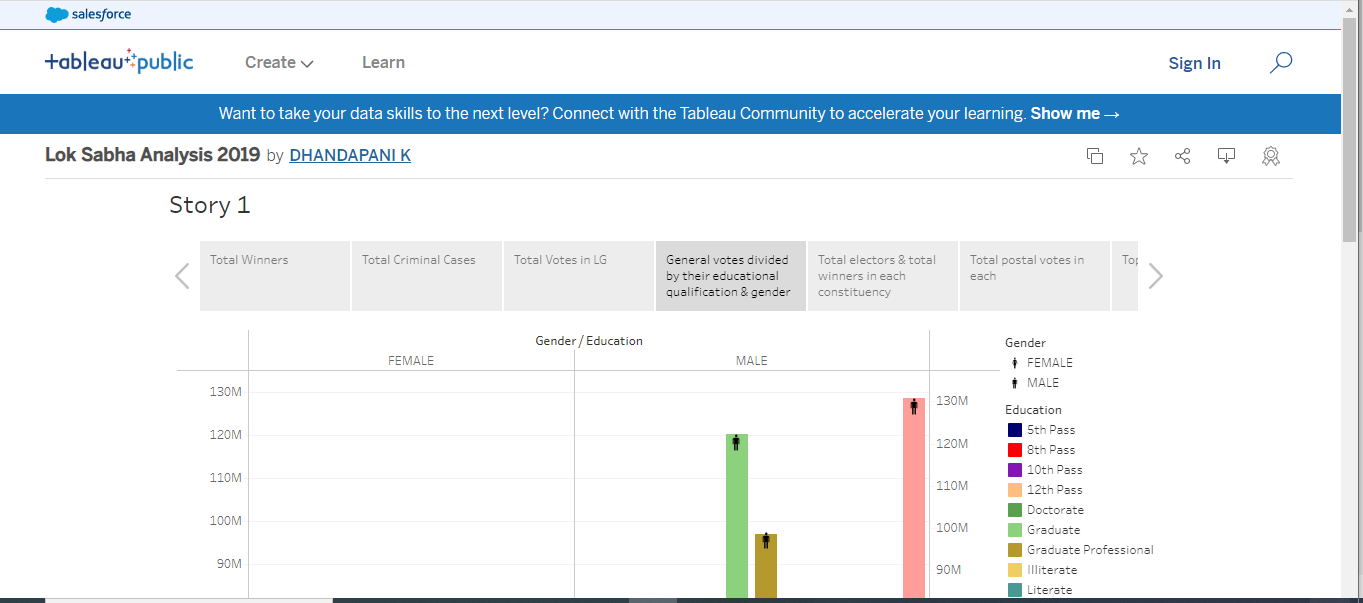 salesforce
+ableau+public
Create
Learn
Sign In
Want to take your data skills to the next level? Connect with the Tableau Community to accelerate your learning. Show me →
Lok Sabha Analysis 2019 by DHANDAPANI K
Story 1
Total Winners
Total Criminal Cases
Total Votes in LG
General votes divided
by their educational
qualification & gender
Total electors & total
winners in each
constituency
Total postal votes in
each
Gender / Education
FEMALE
MALE
130M
120M
110M
100M
90M
130M
120M
110M
100M
90M
Gender
FEMALE
MALE
Education
5th Pass
8th Pass
10th Pass
12th Pass
Doctorate
Graduate
Graduate Professional
Illiterate
Literate